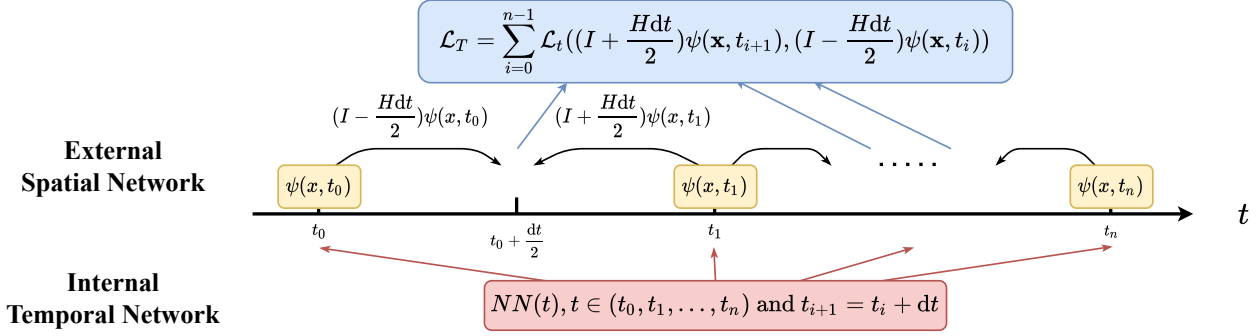 $\mathcal{L}_T = \sum_{i=0}^{n-1} \mathcal{L}_t((I + \frac{H\mathrm{d}t}{2})\psi(\mathbf{x}, t_{i+1}), (I - \frac{H\mathrm{d}t}{2})\psi(\mathbf{x}, t_i))$
$(I - \frac{H\mathrm{d}t}{2})\psi(x, t_0)$ $(I + \frac{H\mathrm{d}t}{2})\psi(x, t_1)$
External
Spatial Network
$\psi(x, t_0)$ $\psi(x, t_1)$ ..... $\psi(x, t_n)$
$t_0$ $t_0 + \frac{\mathrm{d}t}{2}$ $t_1$ $t_n$ $t$
Internal
Temporal Network
$NN(t), t \in (t_0, t_1, \ldots, t_n)$ and $t_{i+1} = t_i + \mathrm{d}t$